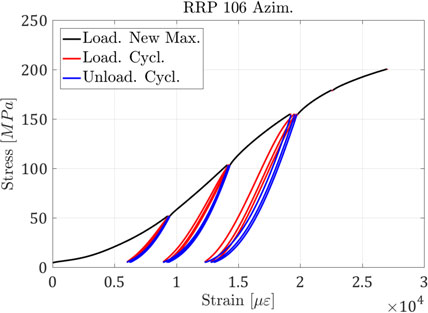 RRP 106 Azim.
Load. New Max.
Load. Cycl.
Unload. Cycl.
Stress [MPa]
250
200
150
100
50
0
0 0.5 1 1.5 2 2.5 3
Strain [με]
×10⁴